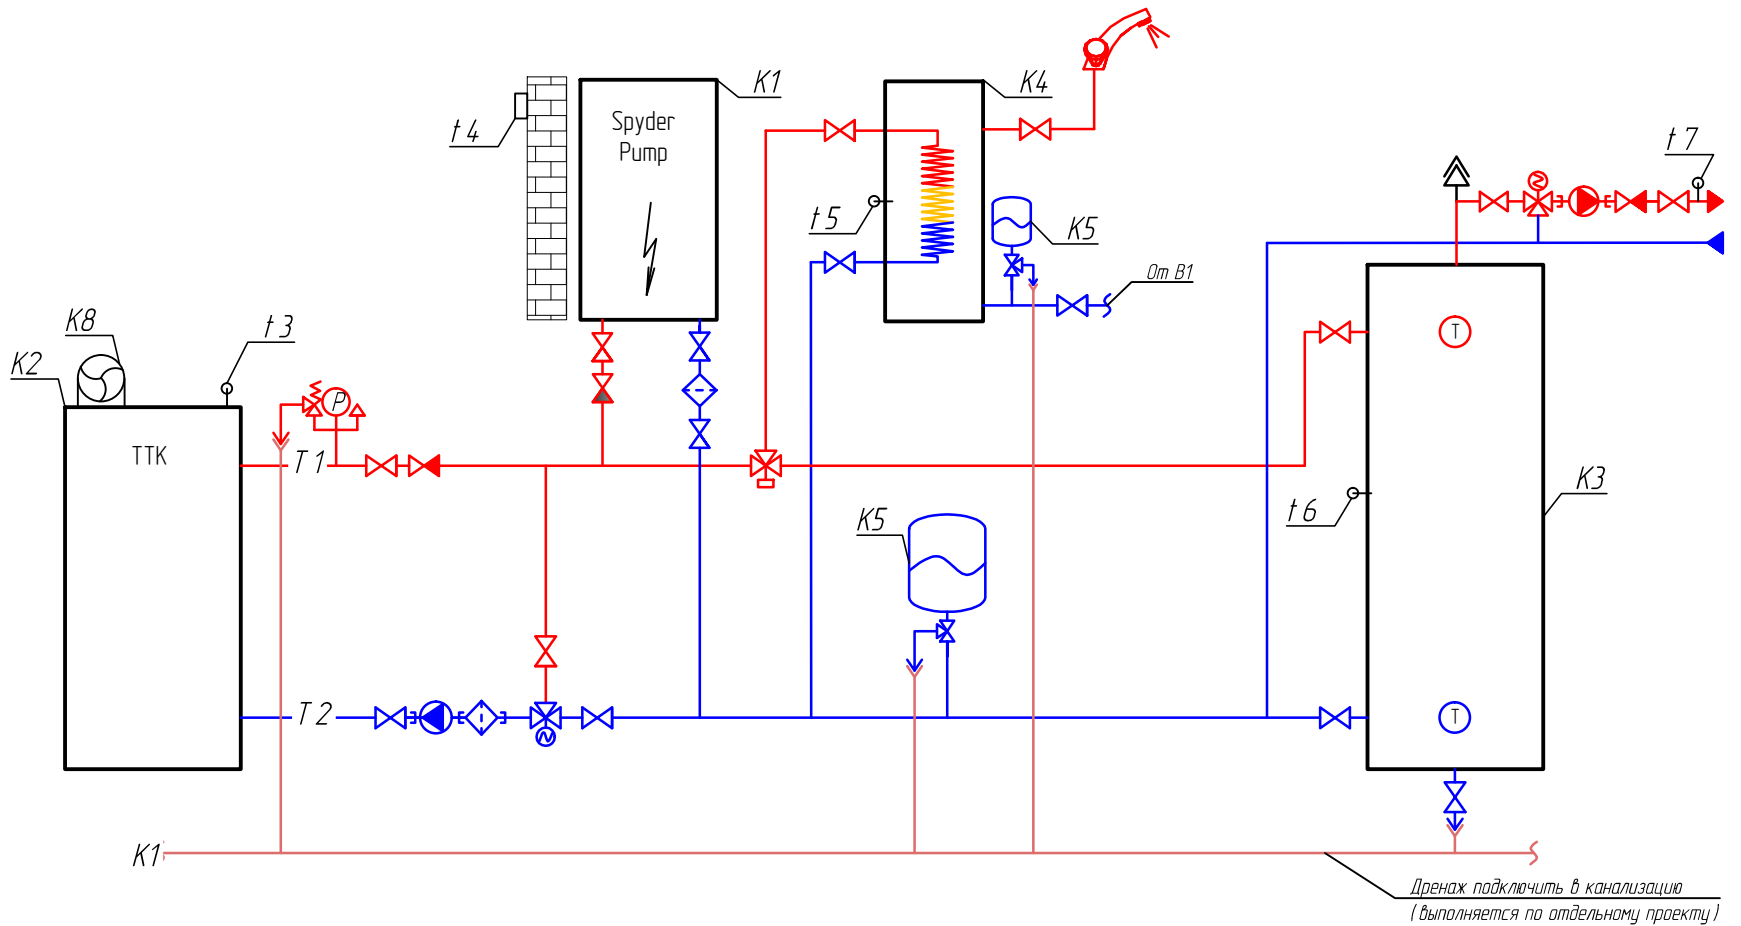 K1
K4
t 4
Spyder
Pump
t 7
t 5
K5
От В1
K8
t 3
K2
T
P
ТТК
T 1
K3
t 6
K5
T 2
T
K1
Дренаж подключить в канализацию
(выполняется по отдельному проекту)